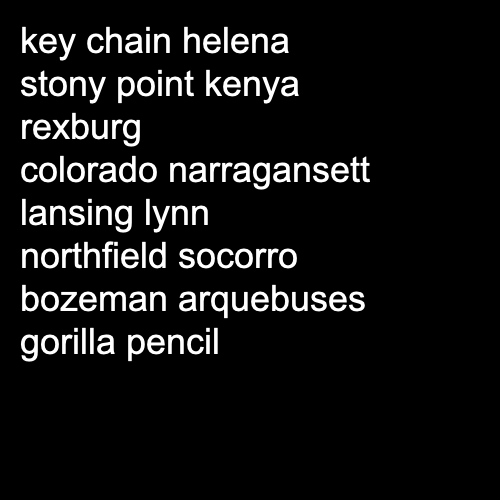 key chain helena
stony point kenya
rexburg
colorado narragansett
lansing lynn
northfield socorro
bozeman arquebuses
gorilla pencil